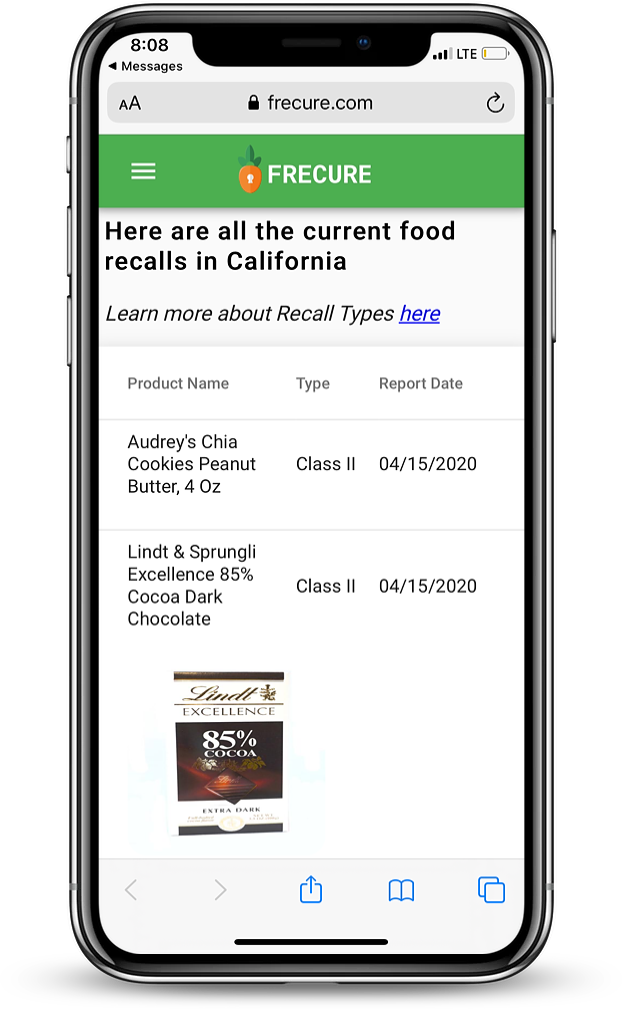 8:08
LTE
◀ Messages
AA
frecure.com
FRECURE
Here are all the current food
recalls in California
Learn more about Recall Types here
Product Name Type Report Date
Audrey's Chia
Cookies Peanut
Butter, 4 Oz
Class II 04/15/2020
Lindt & Sprungli
Excellence 85%
Cocoa Dark
Chocolate
Class II 04/15/2020
Lindt
EXCELLENCE
85%
COCOA
EXTRA DARK